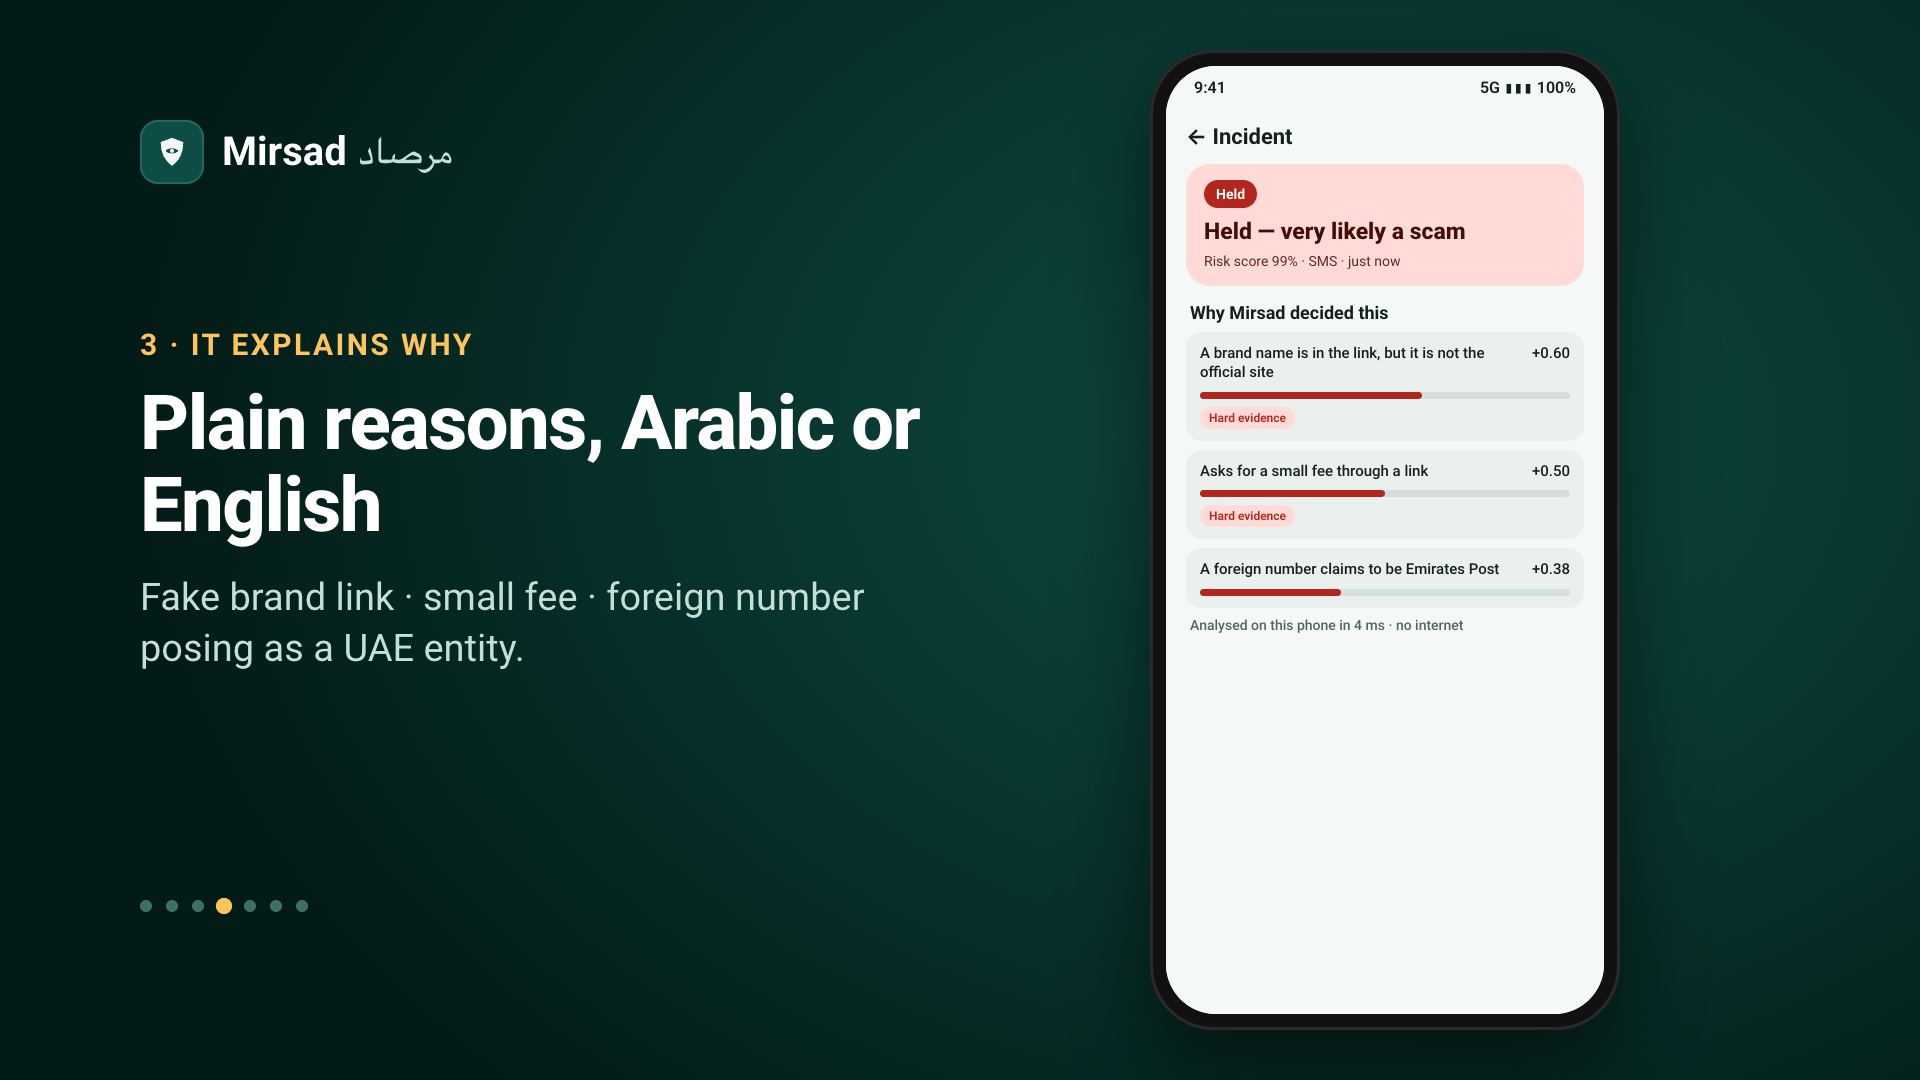 Mirsad مرصاد
3 · IT EXPLAINS WHY
Plain reasons, Arabic or
English
Fake brand link · small fee · foreign number
posing as a UAE entity.
9:41
5G 100%
← Incident
Held
Held — very likely a scam
Risk score 99% · SMS · just now
Why Mirsad decided this
A brand name is in the link, but it is not the
official site
+0.60
Hard evidence
Asks for a small fee through a link
+0.50
Hard evidence
A foreign number claims to be Emirates Post
+0.38
Analysed on this phone in 4 ms · no internet